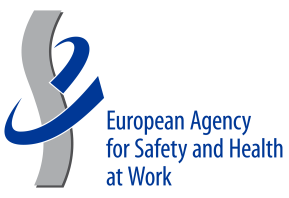 European Agency
for Safety and Health
at Work